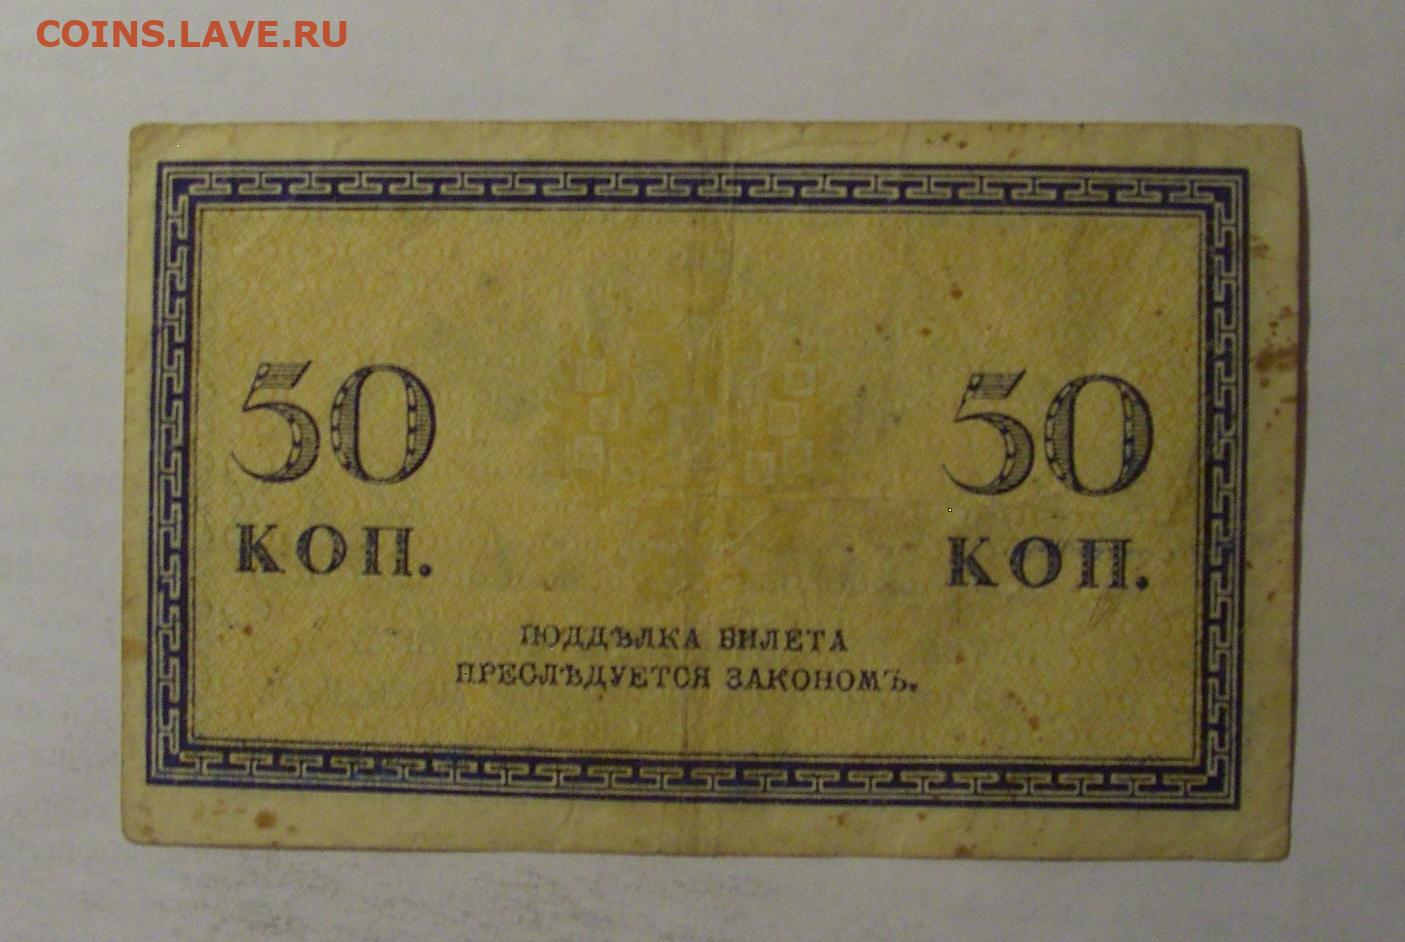 COINS.LAVE.RU
50 50
КОП. КОП.
ПОДДѢЛКА БИЛЕТА
ПРЕСЛѢДУЕТСЯ ЗАКОНОМЪ.